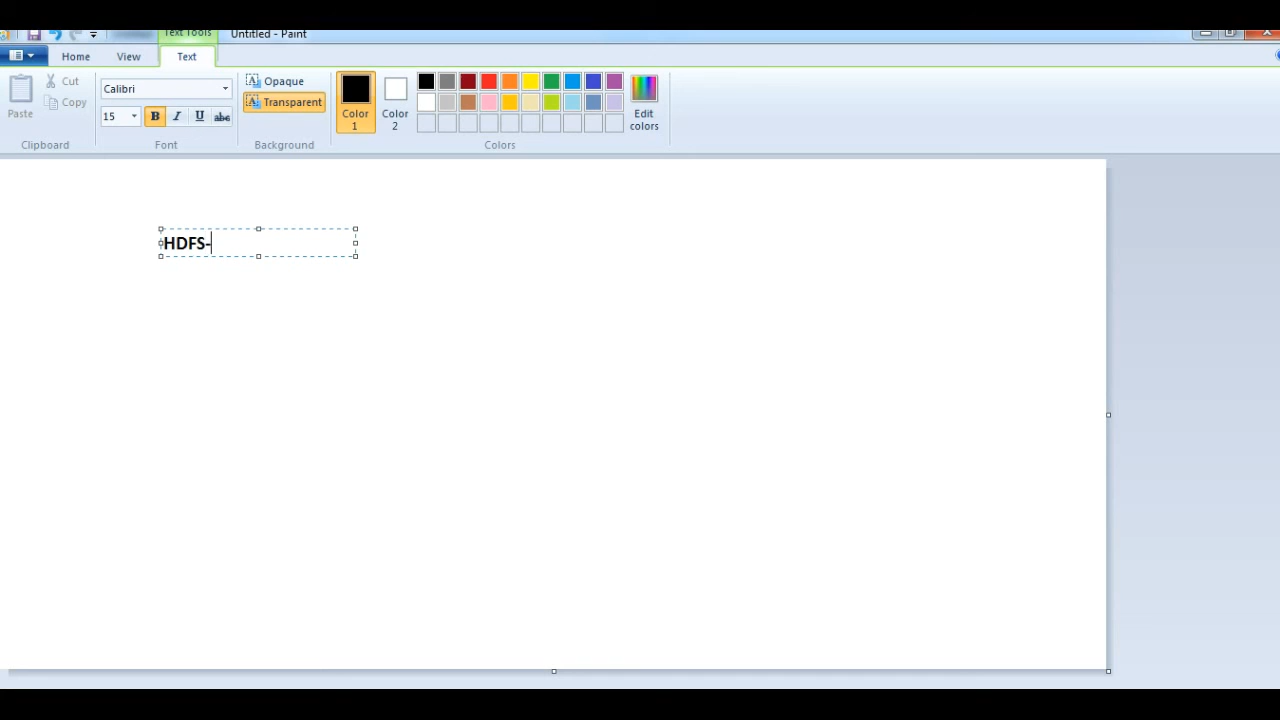 Text Tools
Untitled - Paint
Home
View
Text
Paste
Cut
Copy
Clipboard
Calibri
15
B I U abc
Font
Opaque
Transparent
Background
Color 1
Color 2
Edit colors
Colors
HDFS-